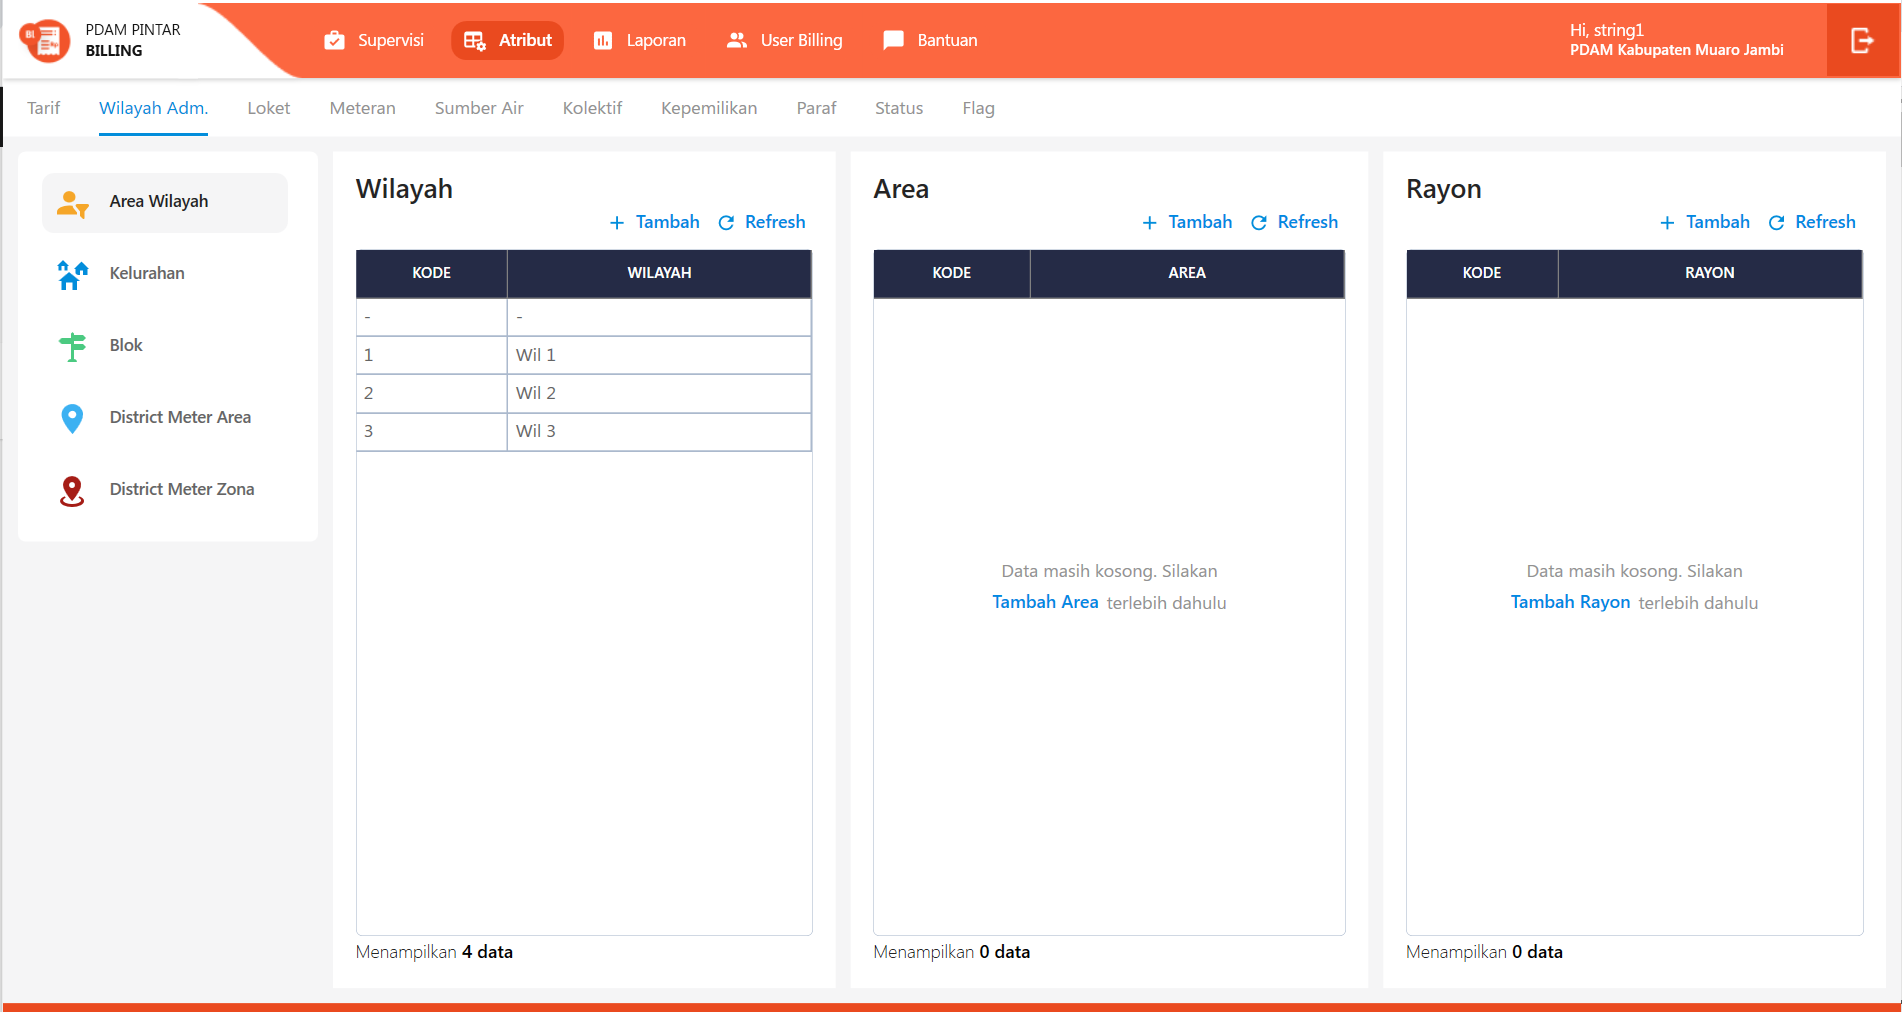 PDAM PINTAR
BILLING
Supervisi
Atribut
Laporan
User Billing
Bantuan
Hi, string1
PDAM Kabupaten Muaro Jambi
Tarif
Wilayah Adm.
Loket
Meteran
Sumber Air
Kolektif
Kepemilikan
Paraf
Status
Flag
Area Wilayah
Kelurahan
Blok
District Meter Area
District Meter Zona
Wilayah
+ Tambah Refresh
KODE WILAYAH
- -
1 Wil 1
2 Wil 2
3 Wil 3
Menampilkan 4 data
Area
+ Tambah Refresh
KODE AREA
Data masih kosong. Silakan
Tambah Area terlebih dahulu
Menampilkan 0 data
Rayon
+ Tambah Refresh
KODE RAYON
Data masih kosong. Silakan
Tambah Rayon terlebih dahulu
Menampilkan 0 data